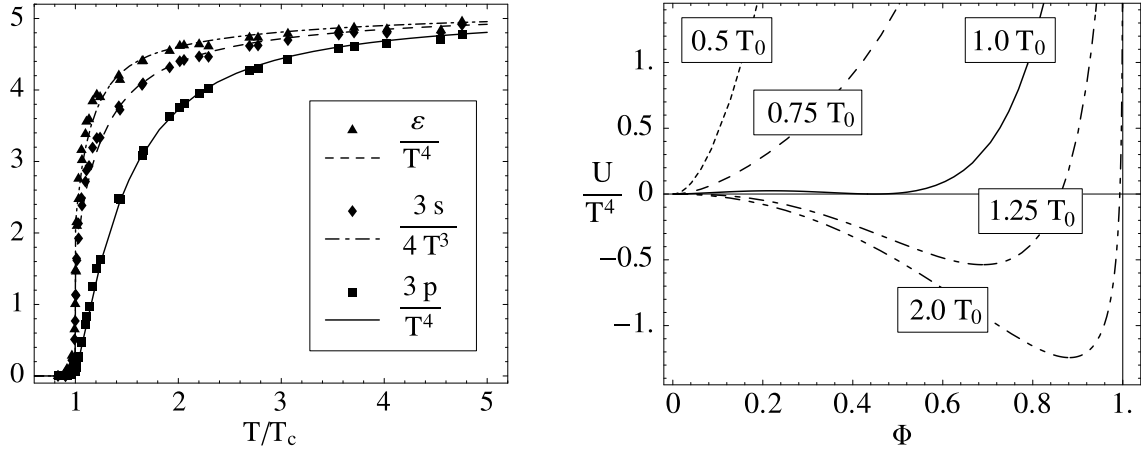 5
4
3
2
1
0
ε
T⁴
3 s
4 T³
3 p
T⁴
1 2 3 4 5
T/T_c
0.5 T₀
1.0 T₀
0.75 T₀
1.25 T₀
2.0 T₀
1.
0.5
0
−0.5
−1.
U
T⁴
0 0.2 0.4 0.6 0.8 1.
Φ